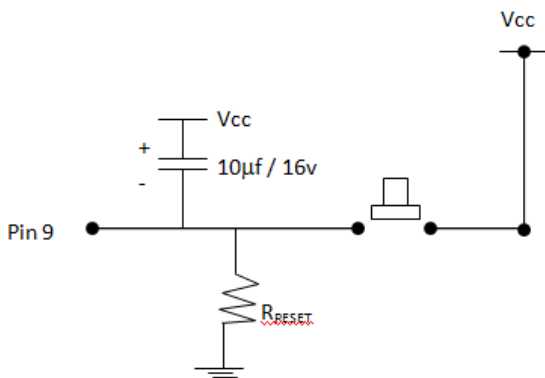 Vcc
Vcc
+
10µf / 16v
-
Pin 9
RRESET